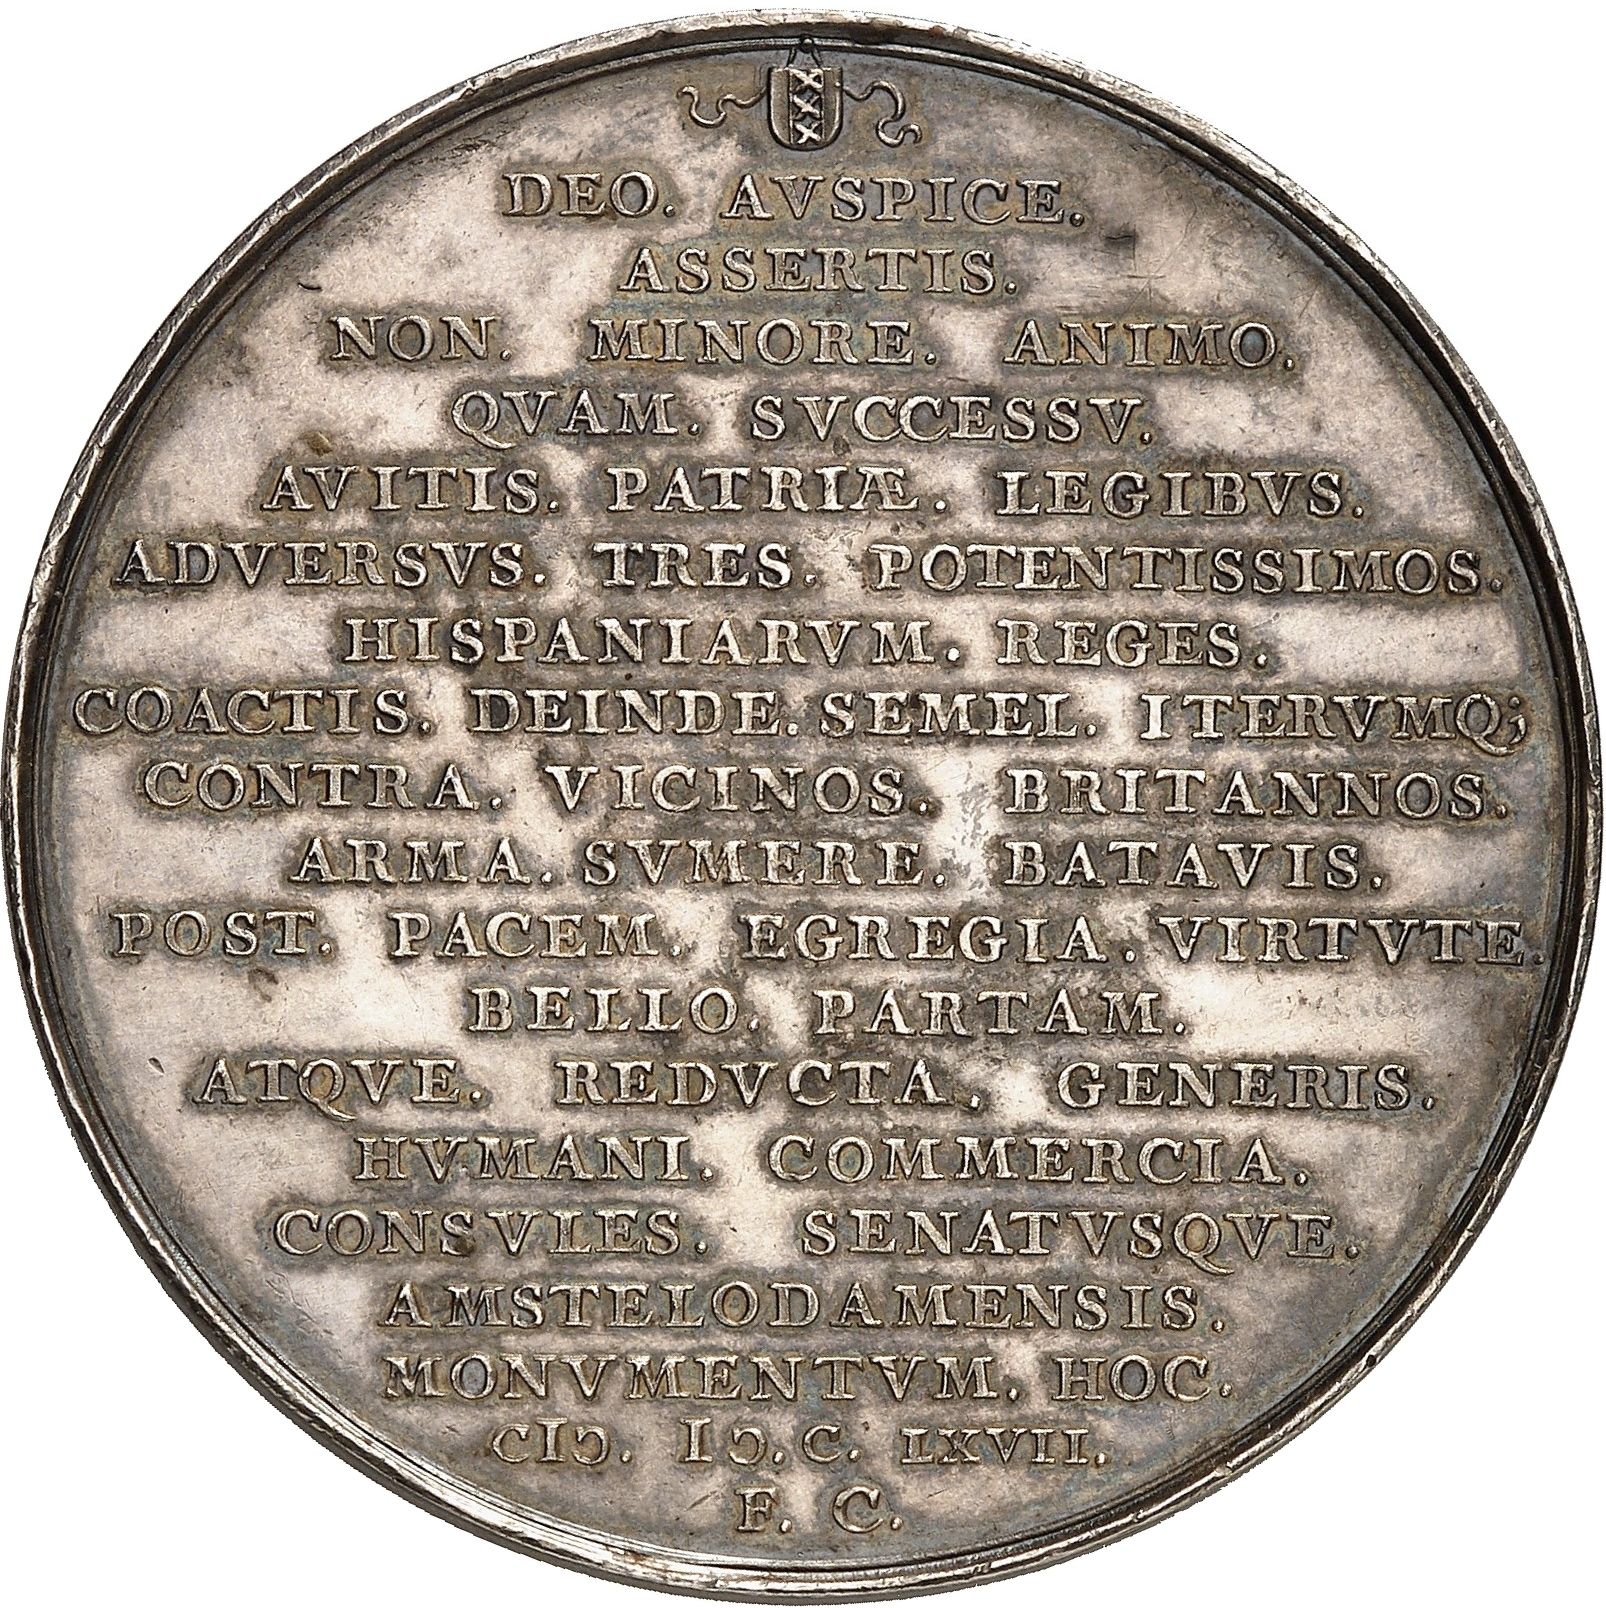 XXX
DEO. AVSPICE.
ASSERTIS.
NON. MINORE. ANIMO.
QVAM. SVCCESSV.
AVITIS. PATRIÆ. LEGIBVS.
ADVERSVS. TRES. POTENTISSIMOS.
HISPANIARVM. REGES.
COACTIS. DEINDE. SEMEL. ITERVMQ;
CONTRA. VICINOS. BRITANNOS.
ARMA. SVMERE. BATAVIS.
POST. PACEM. EGREGIA. VIRTVTE.
BELLO. PARTAM.
ATQVE. REDVCTA. GENERIS.
HVMANI. COMMERCIA.
CONSVLES. SENATVSQVE.
AMSTELODAMENSIS.
MONVMENTVM. HOC.
CIↃ. IↃ. C. LXVII.
F. C.